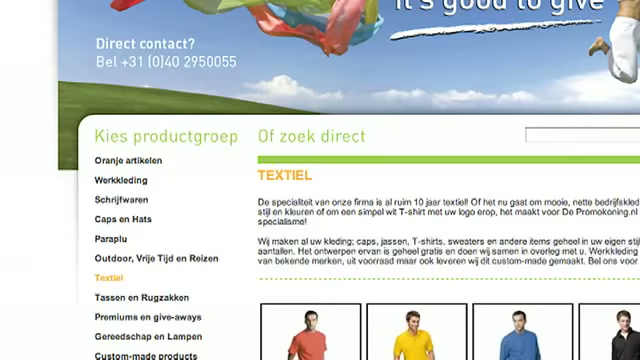 it's good to give
Direct contact?
Bel +31 (0)40 2950055
Kies productgroep
Of zoek direct
Oranje artikelen
Werkkleding
Schrijfwaren
Caps en Hats
Paraplu
Outdoor, Vrije Tijd en Reizen
Textiel
Tassen en Rugzakken
Premiums en give-aways
Gereedschap en Lampen
Custom-made products
TEXTIEL
De specialiteit van onze firma is al ruim 10 jaar textiel! Of het nu gaat om mooie, nette bedrijfskled
stijl en kleuren of om een simpel wit T-shirt met uw logo erop, het maakt voor De Promokoning.nl
specialisme!
Wij maken al uw kleding; caps, jassen, T-shirts, sweaters en andere items geheel in uw eigen stij
aantallen. Het ontwerpen ervan is geheel gratis en doen wij samen in overleg met u. Werkkleding
van bekende merken, uit voorraad maar ook leveren wij dit custom-made gemaakt. Bel ons voor